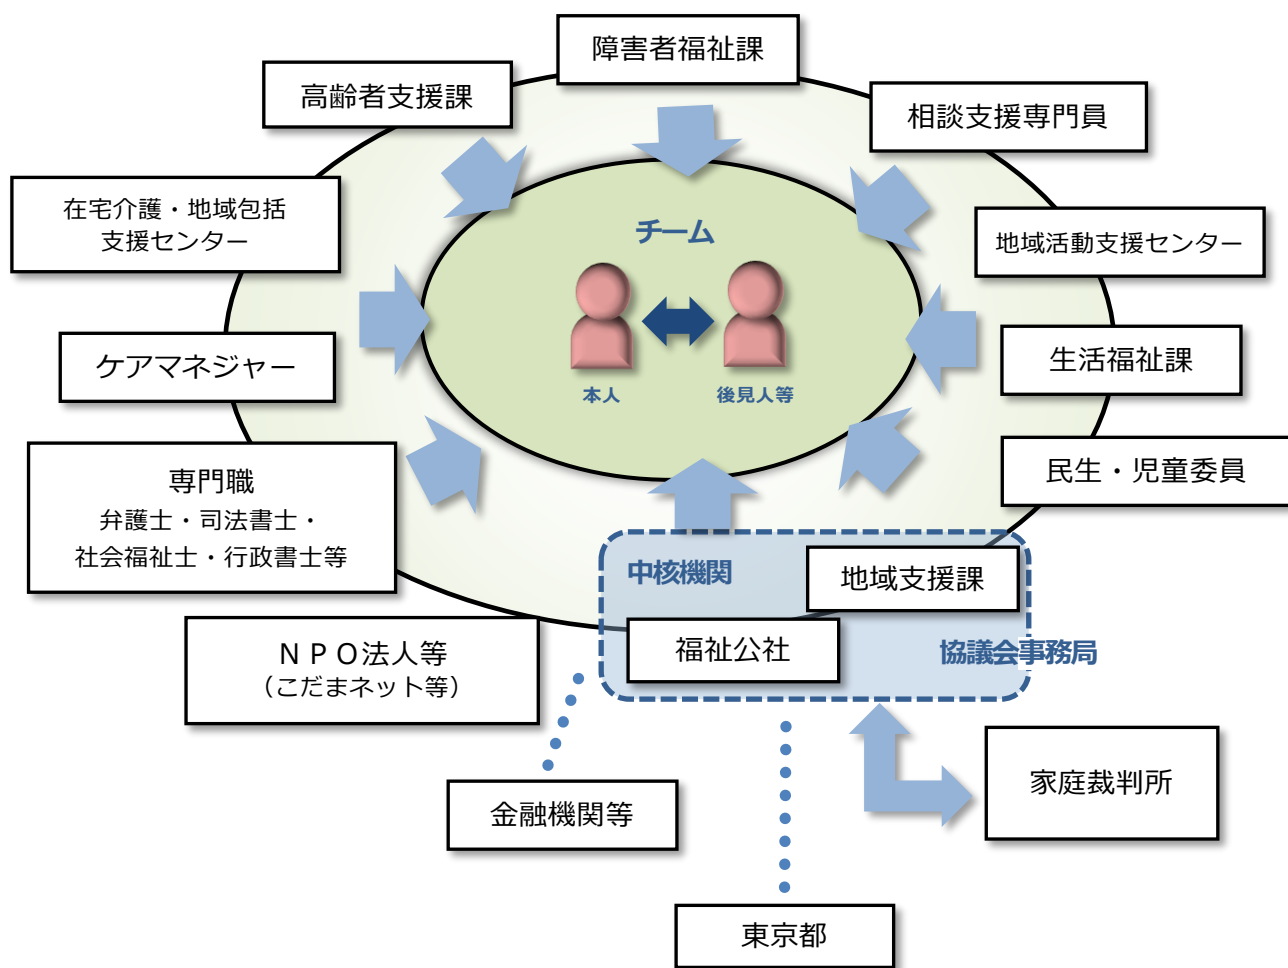 障害者福祉課
高齢者支援課
相談支援専門員
在宅介護・地域包括
支援センター
地域活動支援センター
チーム
ケアマネジャー
生活福祉課
本人
後見人等
専門職
弁護士・司法書士・
社会福祉士・行政書士等
民生・児童委員
中核機関
地域支援課
ＮＰＯ法人等
（こだまネット等）
福祉公社
協議会事務局
金融機関等
家庭裁判所
東京都